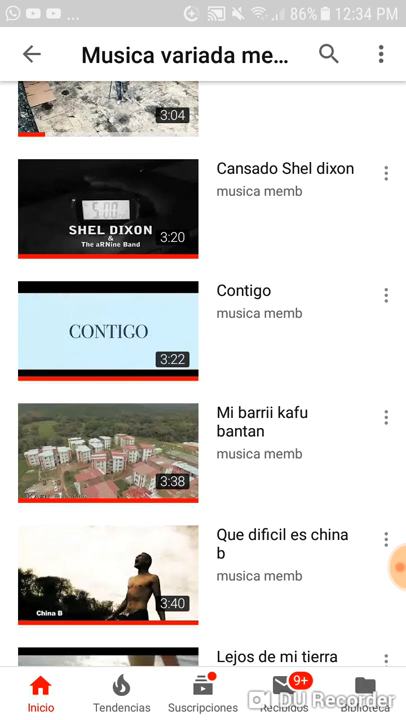 86% 12:34 PM
Musica variada me...
3:04
Cansado Shel dixon
musica memb
5:00
SHEL DIXON
&
The aRNine Band
3:20
Contigo
musica memb
CONTIGO
3:22
Mi barrii kafu
bantan
musica memb
3:38
Que dificil es china
b
musica memb
China B
3:40
Lejos de mi tierra
9+
Inicio
Tendencias
Suscripciones
Recibidos
Biblioteca
DU Recorder